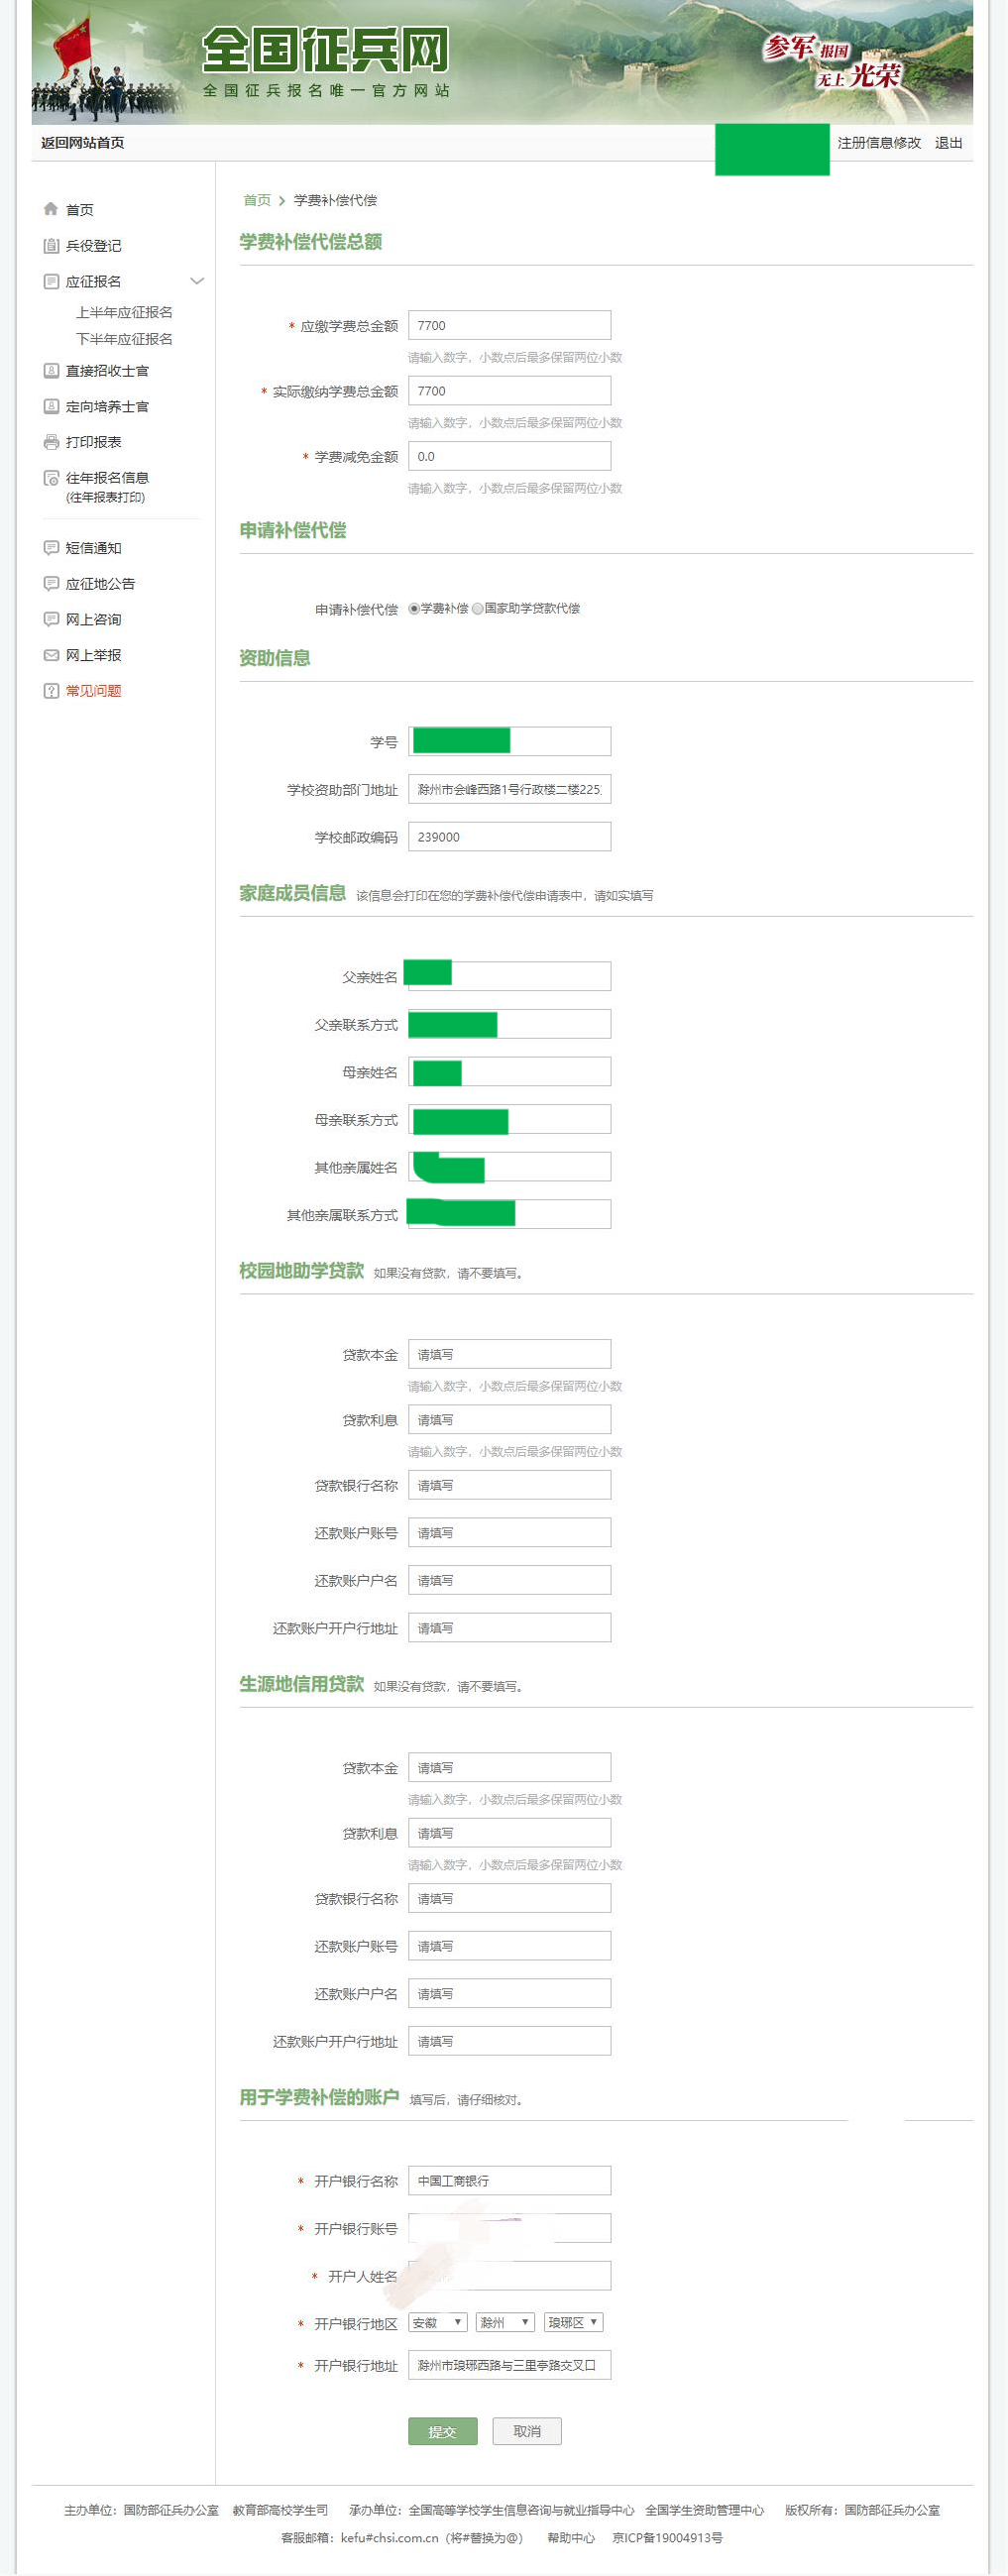 全国征兵网
全国征兵报名唯一官方网站
参军 报国
无上 光荣
返回网站首页
注册信息修改 退出
首页
兵役登记
应征报名
上半年应征报名
下半年应征报名
直接招收士官
定向培养士官
打印报表
往年报名信息
(往年报表打印)
短信通知
应征地公告
网上咨询
网上举报
常见问题
首页 > 学费补偿代偿
学费补偿代偿总额
* 应缴学费总金额 7700
请输入数字，小数点后最多保留两位小数
* 实际缴纳学费总金额 7700
请输入数字，小数点后最多保留两位小数
* 学费减免金额 0.0
请输入数字，小数点后最多保留两位小数
申请补偿代偿
申请补偿代偿 学费补偿 国家助学贷款代偿
资助信息
学号
学校资助部门地址 滁州市会峰西路1号行政楼二楼225
学校邮政编码 239000
家庭成员信息 该信息会打印在您的学费补偿代偿申请表中，请如实填写
父亲姓名
父亲联系方式
母亲姓名
母亲联系方式
其他亲属姓名
其他亲属联系方式
校园地助学贷款 如果没有贷款，请不要填写。
贷款本金 请填写
请输入数字，小数点后最多保留两位小数
贷款利息 请填写
请输入数字，小数点后最多保留两位小数
贷款银行名称 请填写
还款账户账号 请填写
还款账户户名 请填写
还款账户开户行地址 请填写
生源地信用贷款 如果没有贷款，请不要填写。
贷款本金 请填写
请输入数字，小数点后最多保留两位小数
贷款利息 请填写
请输入数字，小数点后最多保留两位小数
贷款银行名称 请填写
还款账户账号 请填写
还款账户户名 请填写
还款账户开户行地址 请填写
用于学费补偿的账户 填写后，请仔细核对。
* 开户银行名称 中国工商银行
* 开户银行账号
* 开户人姓名
* 开户银行地区 安徽 滁州 琅琊区
* 开户银行地址 滁州市琅琊西路与三里亭路交叉口
提交 取消
主办单位：国防部征兵办公室 教育部高校学生司 承办单位：全国高等学校学生信息咨询与就业指导中心 全国学生资助管理中心 版权所有：国防部征兵办公室
客服邮箱：kefu#chsi.com.cn（将#替换为@） 帮助中心 京ICP备19004913号